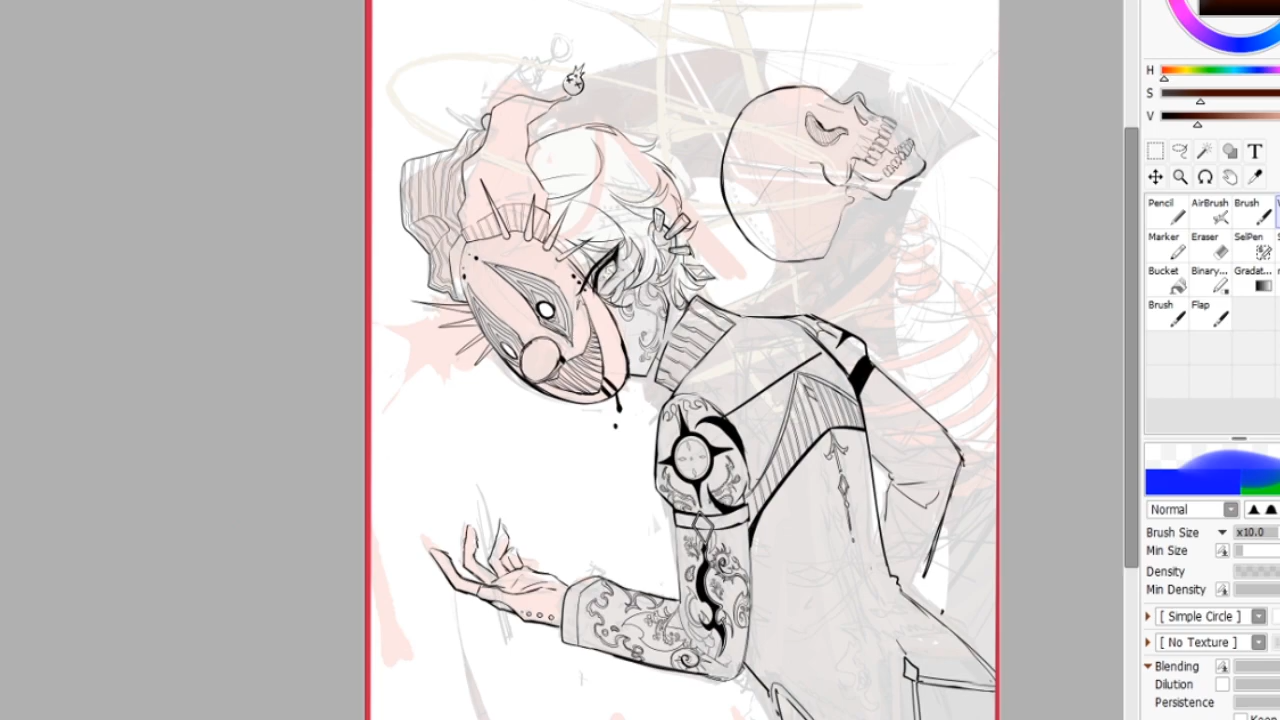 H
S
V
T
Pencil AirBrush Brush
Marker Eraser SelPen
Bucket Binary... Gradat...
Brush Flap
Normal
Brush Size x10.0
Min Size
Density
Min Density
[ Simple Circle ]
[ No Texture ]
Blending
Dilution
Persistence